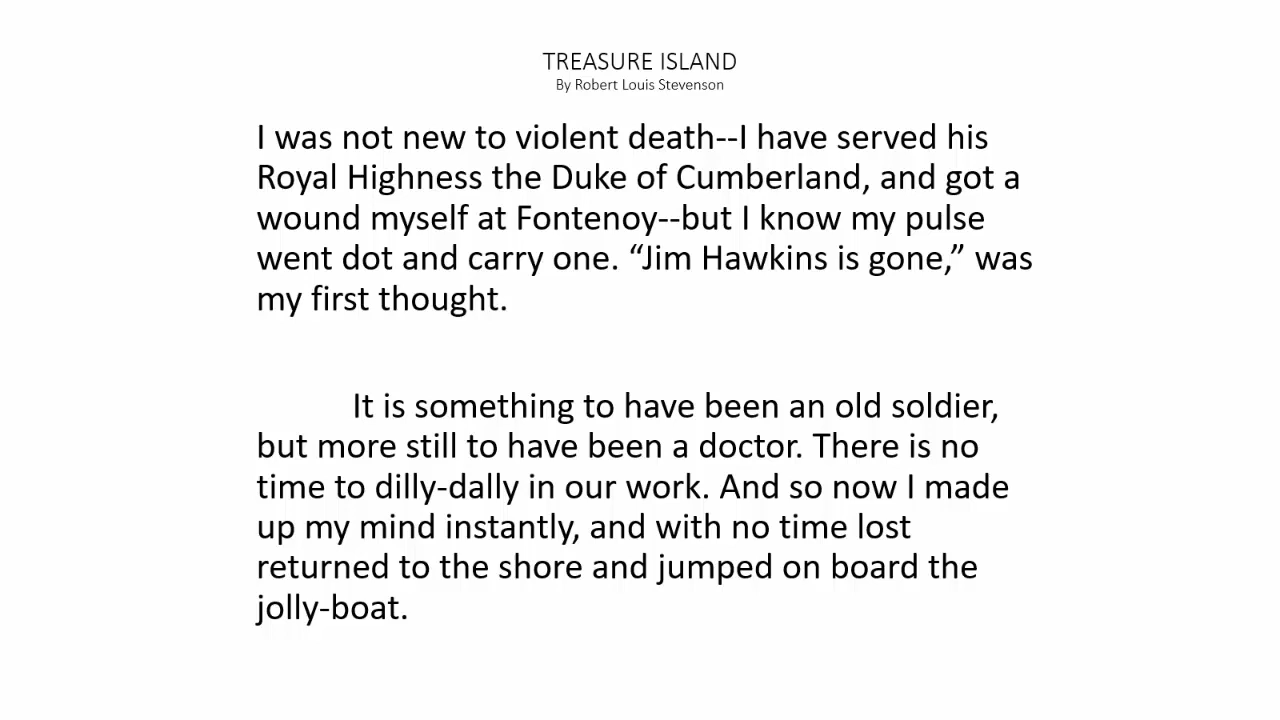 TREASURE ISLAND
By Robert Louis Stevenson
I was not new to violent death--I have served his
Royal Highness the Duke of Cumberland, and got a
wound myself at Fontenoy--but I know my pulse
went dot and carry one. “Jim Hawkins is gone,” was
my first thought.
It is something to have been an old soldier,
but more still to have been a doctor. There is no
time to dilly-dally in our work. And so now I made
up my mind instantly, and with no time lost
returned to the shore and jumped on board the
jolly-boat.